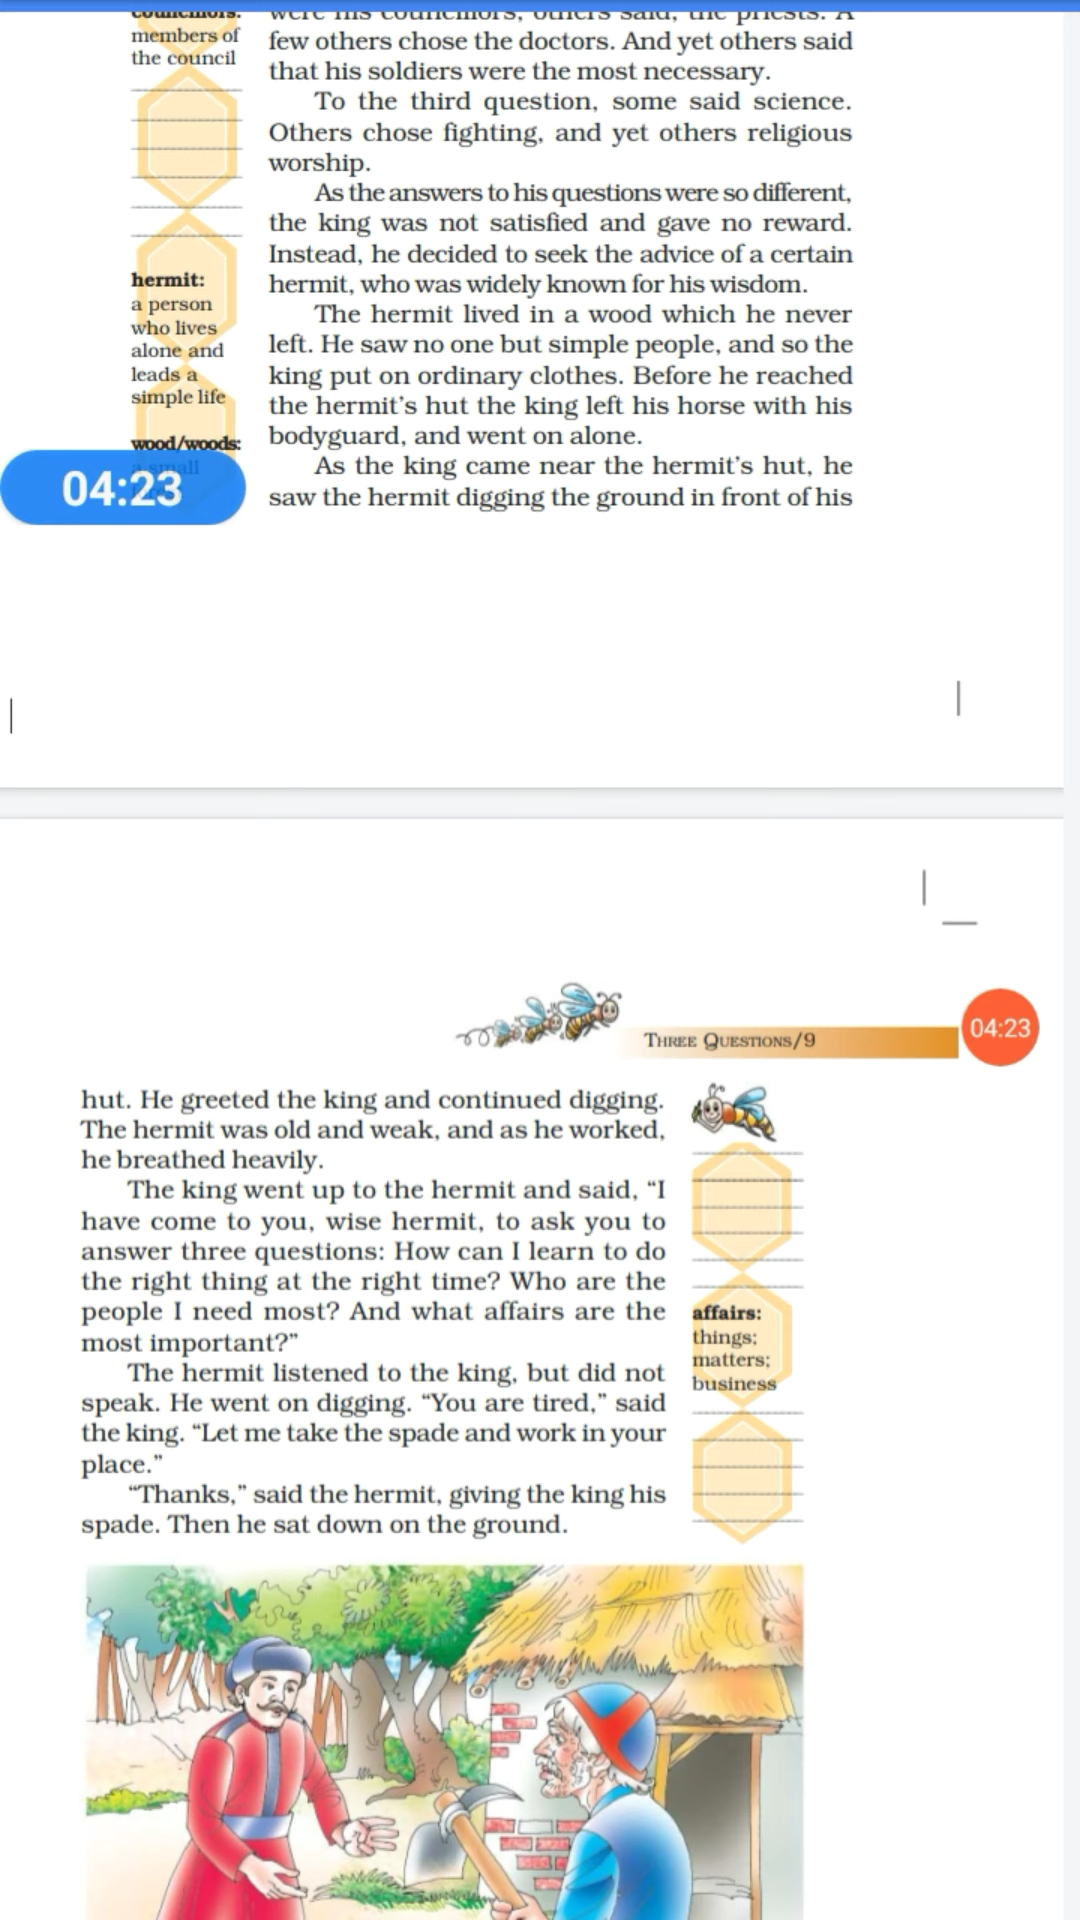 councillors:
members of
the council
were his councillors, others said, the priests. A
few others chose the doctors. And yet others said
that his soldiers were the most necessary.
To the third question, some said science.
Others chose fighting, and yet others religious
worship.
As the answers to his questions were so different,
the king was not satisfied and gave no reward.
Instead, he decided to seek the advice of a certain
hermit, who was widely known for his wisdom.
hermit:
a person
who lives
alone and
leads a
simple life
The hermit lived in a wood which he never
left. He saw no one but simple people, and so the
king put on ordinary clothes. Before he reached
the hermit's hut the king left his horse with his
bodyguard, and went on alone.
wood/woods:
a small
04:23
As the king came near the hermit's hut, he
saw the hermit digging the ground in front of his
THREE QUESTIONS/9
04:23
hut. He greeted the king and continued digging.
The hermit was old and weak, and as he worked,
he breathed heavily.
The king went up to the hermit and said, “I
have come to you, wise hermit, to ask you to
answer three questions: How can I learn to do
the right thing at the right time? Who are the
people I need most? And what affairs are the
most important?”
affairs:
things;
matters;
business
The hermit listened to the king, but did not
speak. He went on digging. “You are tired,” said
the king. “Let me take the spade and work in your
place.”
“Thanks,” said the hermit, giving the king his
spade. Then he sat down on the ground.